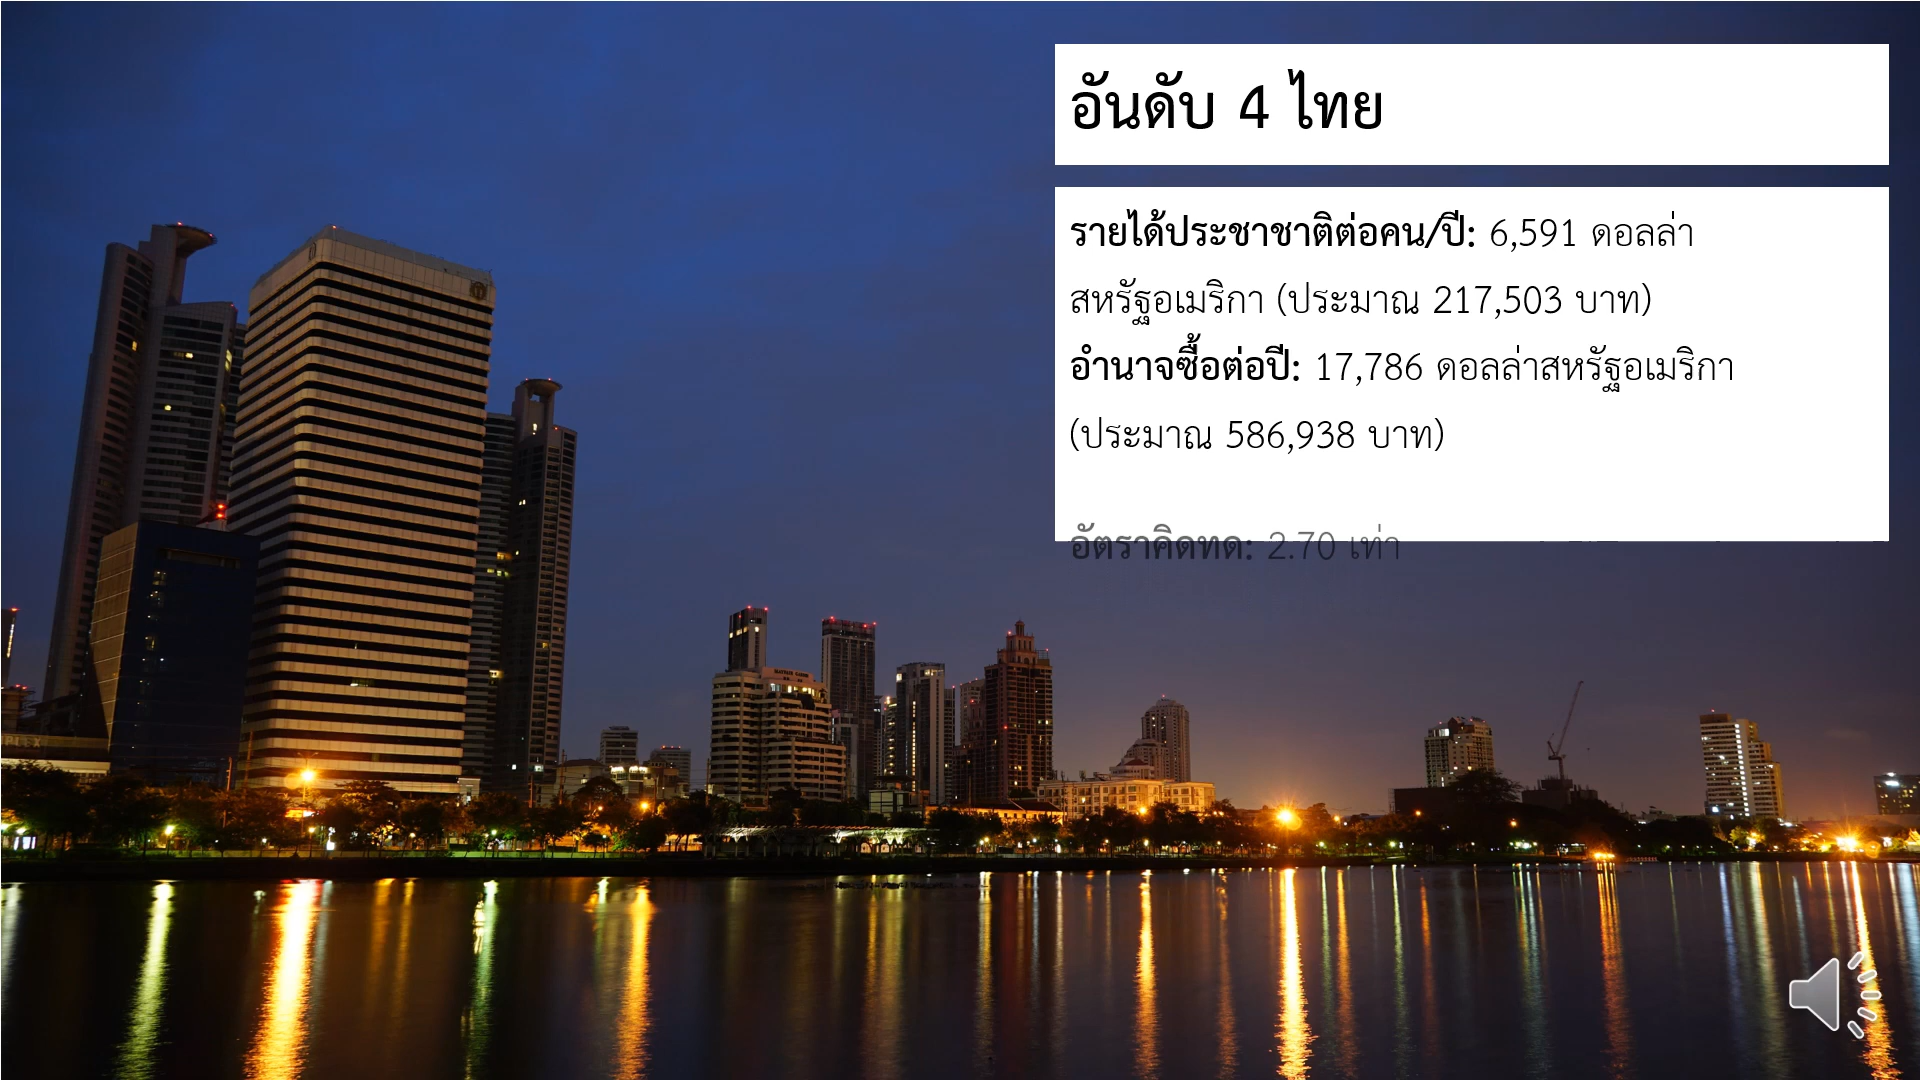 อันดับ 4 ไทย
รายได้ประชาชาติต่อคน/ปี: 6,591 ดอลล่า
สหรัฐอเมริกา (ประมาณ 217,503 บาท)
อำนาจซื้อต่อปี: 17,786 ดอลล่าสหรัฐอเมริกา
(ประมาณ 586,938 บาท)
อัตราคิดทด: 2.70 เท่า